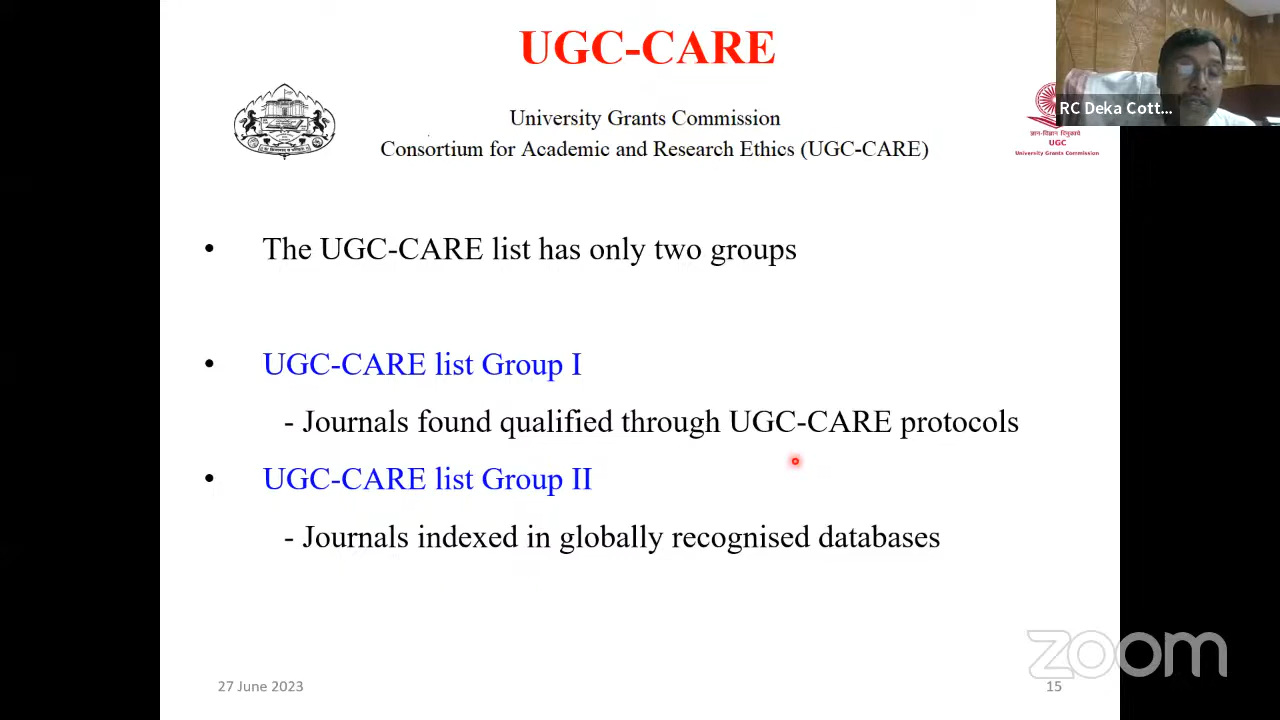 UGC-CARE
University Grants Commission
Consortium for Academic and Research Ethics (UGC-CARE)
RC Deka Cott...
ज्ञान-विज्ञान विमुक्तये
UGC
University Grants Commission
• The UGC-CARE list has only two groups
• UGC-CARE list Group I
- Journals found qualified through UGC-CARE protocols
• UGC-CARE list Group II
- Journals indexed in globally recognised databases
zoom
27 June 2023
15